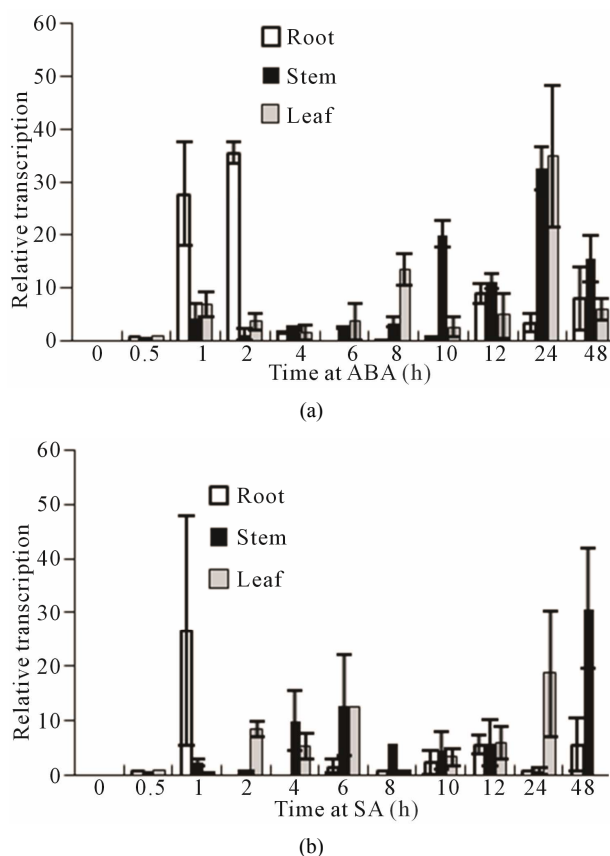 60
50
40
30
20
10
0
Relative transcription
Root
Stem
Leaf
0 0.5 1 2 4 6 8 10 12 24 48
Time at ABA (h)
(a)
60
50
40
30
20
10
0
Relative transcription
Root
Stem
Leaf
0 0.5 1 2 4 6 8 10 12 24 48
Time at SA (h)
(b)